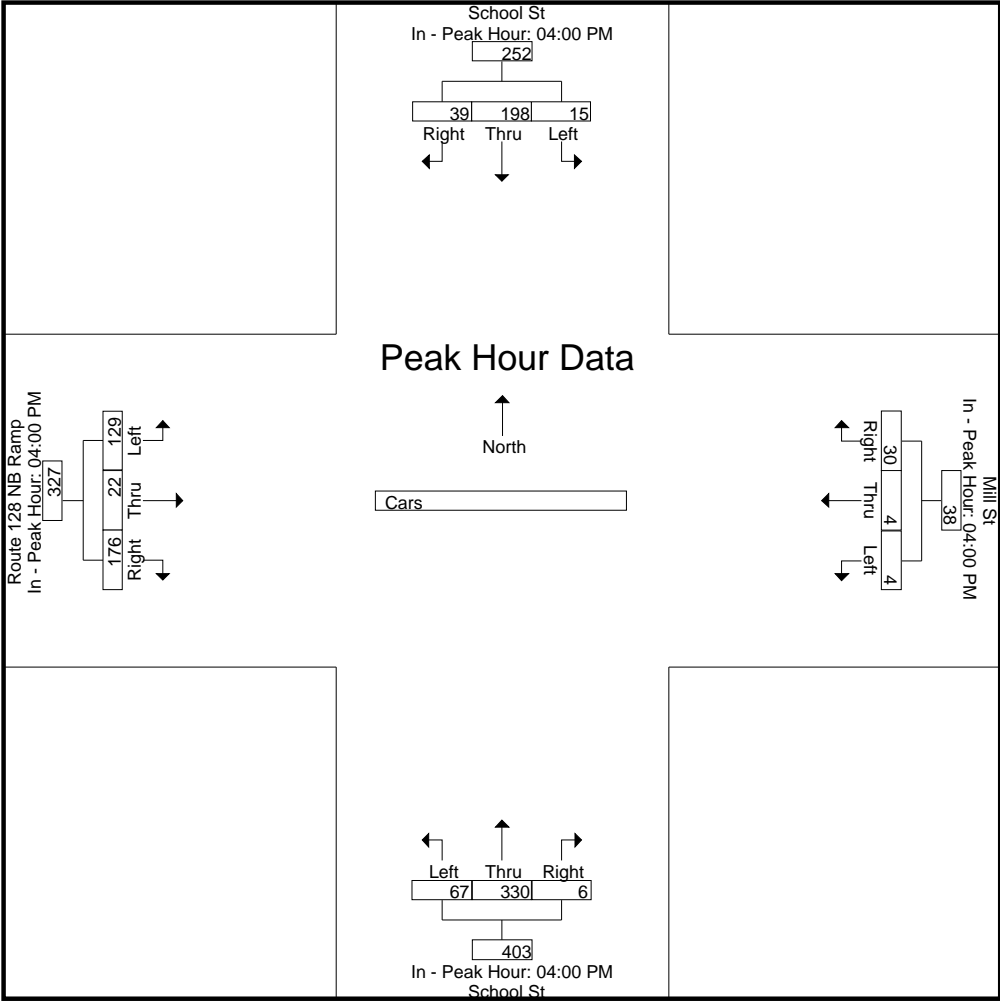 School St
In - Peak Hour: 04:00 PM
252
39 198 15
Right Thru Left
Peak Hour Data
North
Cars
Route 128 NB Ramp
In - Peak Hour: 04:00 PM
327
129 22 176
Left Thru Right
Mill St
In - Peak Hour: 04:00 PM
38
30 4 4
Right Thru Left
Left Thru Right
67 330 6
403
In - Peak Hour: 04:00 PM
School St